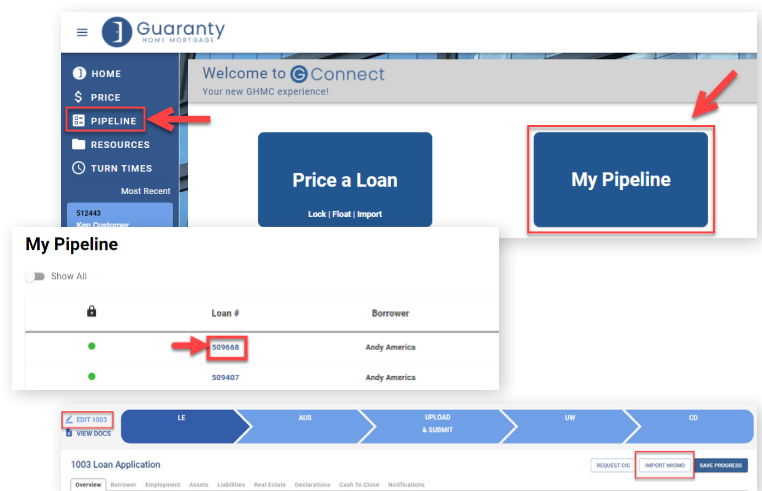 Guaranty
HOME MORTGAGE
HOME
PRICE
PIPELINE
RESOURCES
TURN TIMES
Most Recent
512443
Ken Customer
Welcome to G Connect
Your new GHMC experience!
Price a Loan
Lock | Float | Import
My Pipeline
My Pipeline
Show All
Loan #
Borrower
509668
Andy America
509407
Andy America
EDIT 1003
VIEW DOCS
LE
AUS
UPLOAD
& SUBMIT
UW
CD
1003 Loan Application
REQUEST CIC
IMPORT MISMO
SAVE PROGRESS
Overview Borrower Employment Assets Liabilities Real Estate Declarations Cash To Close Notifications